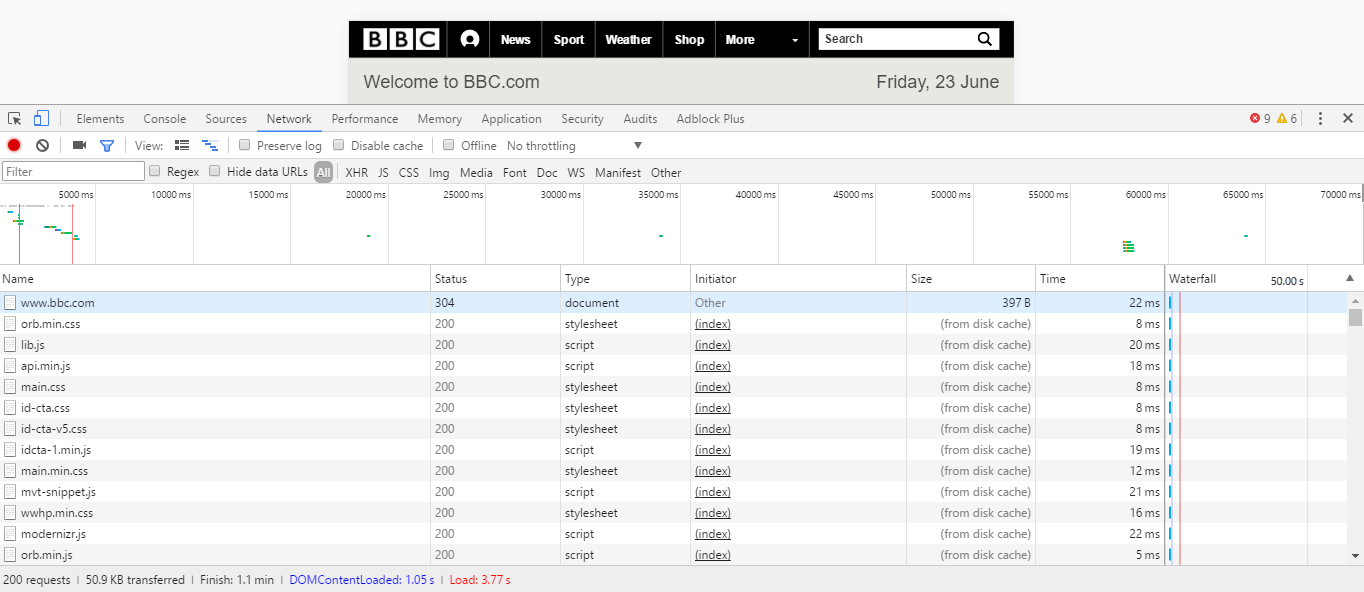 BBC News Sport Weather Shop More Search
Welcome to BBC.com Friday, 23 June
Elements Console Sources Network Performance Memory Application Security Audits Adblock Plus 9 6
View: Preserve log Disable cache Offline No throttling
Filter Regex Hide data URLs All XHR JS CSS Img Media Font Doc WS Manifest Other
5000 ms 10000 ms 15000 ms 20000 ms 25000 ms 30000 ms 35000 ms 40000 ms 45000 ms 50000 ms 55000 ms 60000 ms 65000 ms 70000 ms
Name Status Type Initiator Size Time Waterfall 50.00 s
www.bbc.com 304 document Other 397 B 22 ms
orb.min.css 200 stylesheet (index) (from disk cache) 8 ms
lib.js 200 script (index) (from disk cache) 20 ms
api.min.js 200 script (index) (from disk cache) 18 ms
main.css 200 stylesheet (index) (from disk cache) 8 ms
id-cta.css 200 stylesheet (index) (from disk cache) 8 ms
id-cta-v5.css 200 stylesheet (index) (from disk cache) 8 ms
idcta-1.min.js 200 script (index) (from disk cache) 19 ms
main.min.css 200 stylesheet (index) (from disk cache) 12 ms
mvt-snippet.js 200 script (index) (from disk cache) 21 ms
wwhp.min.css 200 stylesheet (index) (from disk cache) 16 ms
modernizr.js 200 script (index) (from disk cache) 22 ms
orb.min.js 200 script (index) (from disk cache) 5 ms
200 requests | 50.9 KB transferred | Finish: 1.1 min | DOMContentLoaded: 1.05 s | Load: 3.77 s